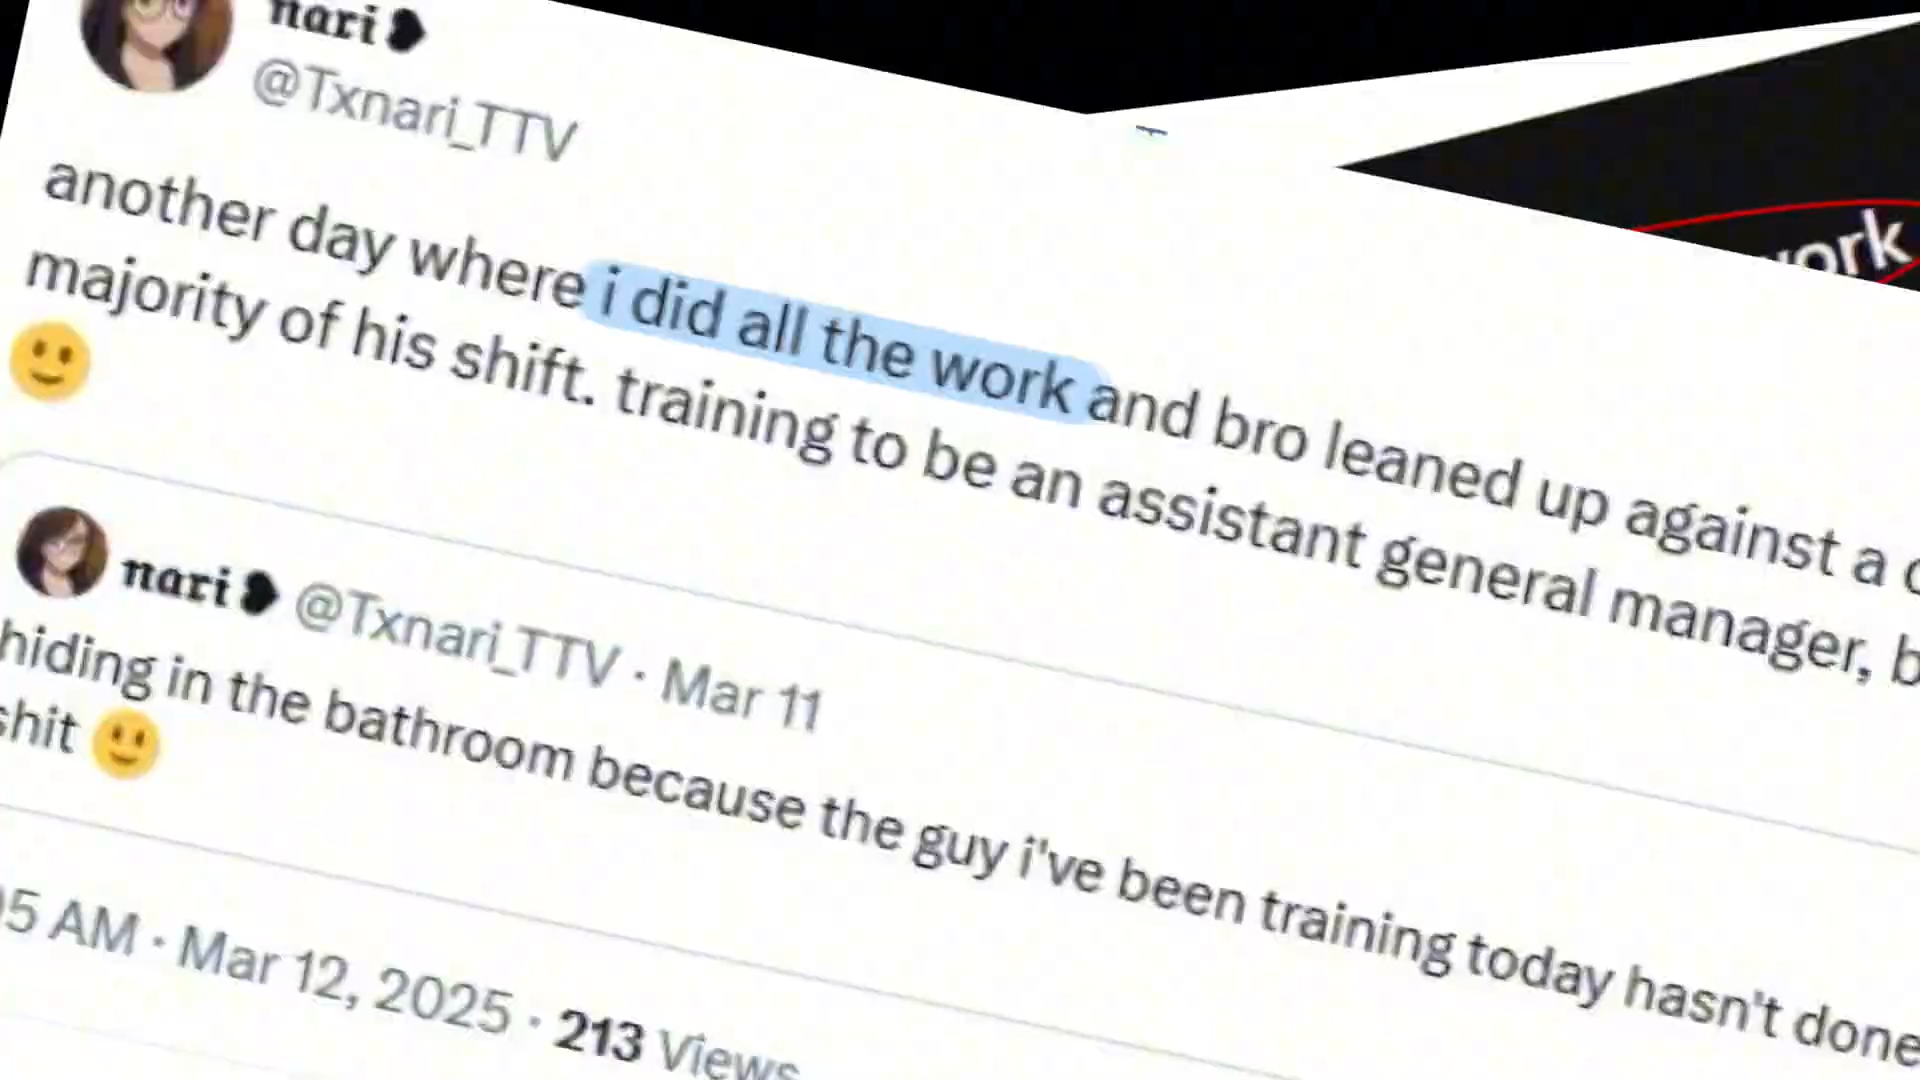 nari
@Txnari_TTV
work
another day where i did all the work and bro leaned up against a
majority of his shift. training to be an assistant general manager,
nari @Txnari_TTV · Mar 11
hiding in the bathroom because the guy i've been training today hasn't done
shit
05 AM · Mar 12, 2025 · 213 Views